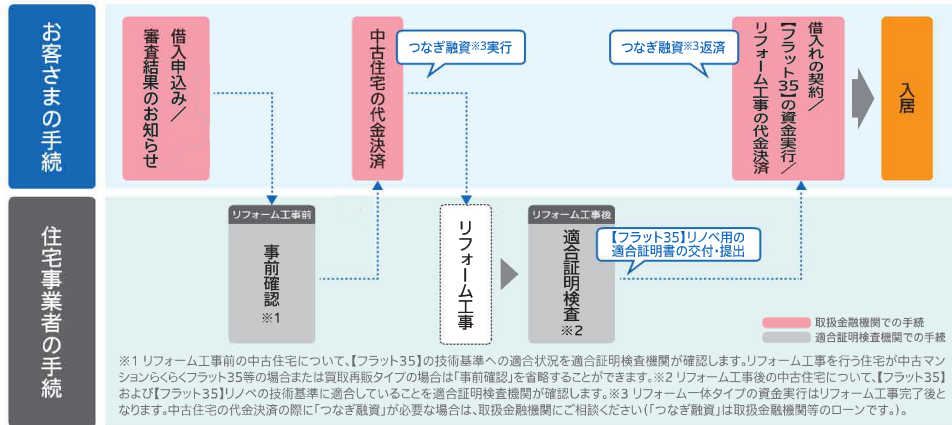 お客さまの手続
借入申込み／
審査結果のお知らせ
中古住宅の代金決済
つなぎ融資※3実行
つなぎ融資※3返済
借入れの契約／
【フラット35】の資金実行／
リフォーム工事の代金決済
入居
住宅事業者の手続
リフォーム工事前
事前確認
※1
リフォーム工事
リフォーム工事後
適合証明検査
※2
【フラット35】リノベ用の
適合証明書の交付・提出
取扱金融機関での手続
適合証明検査機関での手続
※1 リフォーム工事前の中古住宅について、【フラット35】の技術基準への適合状況を適合証明検査機関が確認します。リフォーム工事を行う住宅が中古マン
ションらくらくフラット35等の場合または買取再販タイプの場合は「事前確認」を省略することができます。※2 リフォーム工事後の中古住宅について、【フラット35】
および【フラット35】リノベの技術基準に適合していることを適合証明検査機関が確認します。※3 リフォーム一体タイプの資金実行はリフォーム工事完了後と
なります。中古住宅の代金決済の際に「つなぎ融資」が必要な場合は、取扱金融機関にご相談ください（「つなぎ融資」は取扱金融機関等のローンです。）。